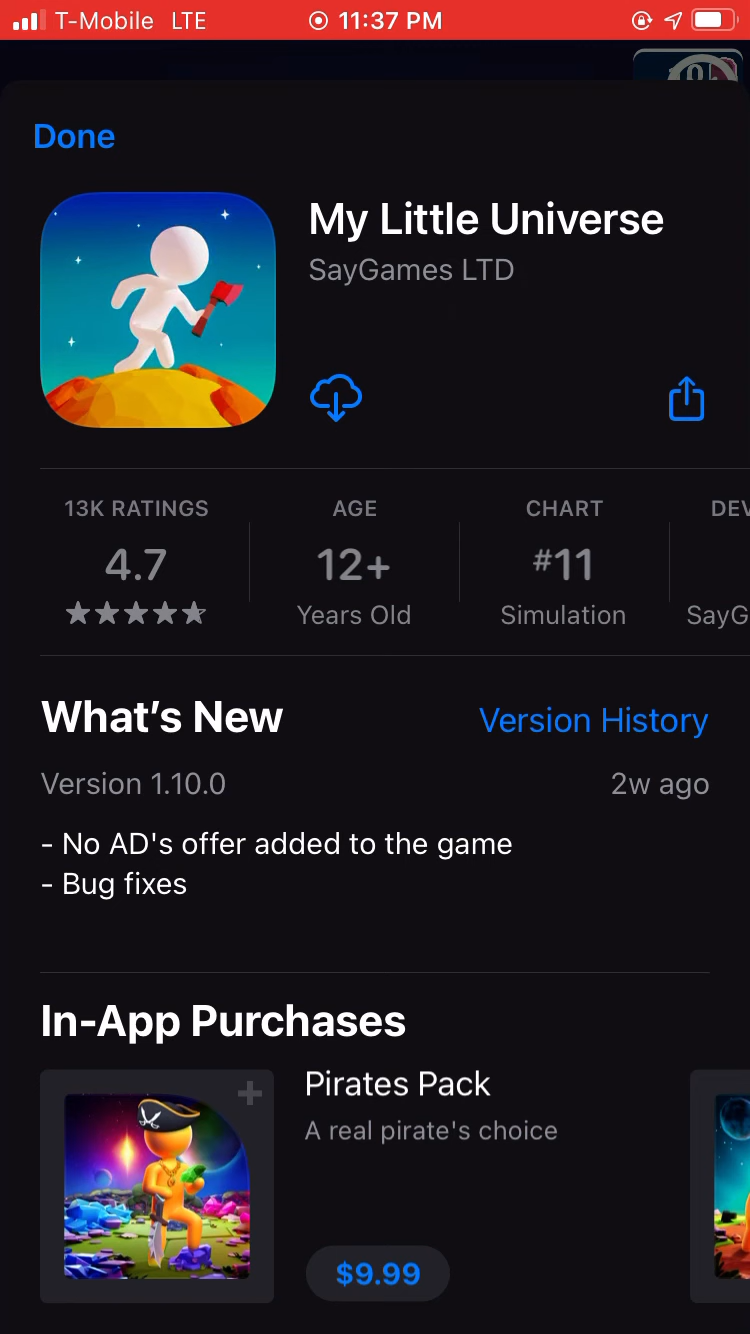 T-Mobile LTE 11:37 PM
Done
My Little Universe
SayGames LTD
13K RATINGS AGE CHART DEV
4.7 12+ #11
Years Old Simulation SayG
What's New Version History
Version 1.10.0 2w ago
- No AD's offer added to the game
- Bug fixes
In-App Purchases
Pirates Pack
A real pirate's choice
$9.99